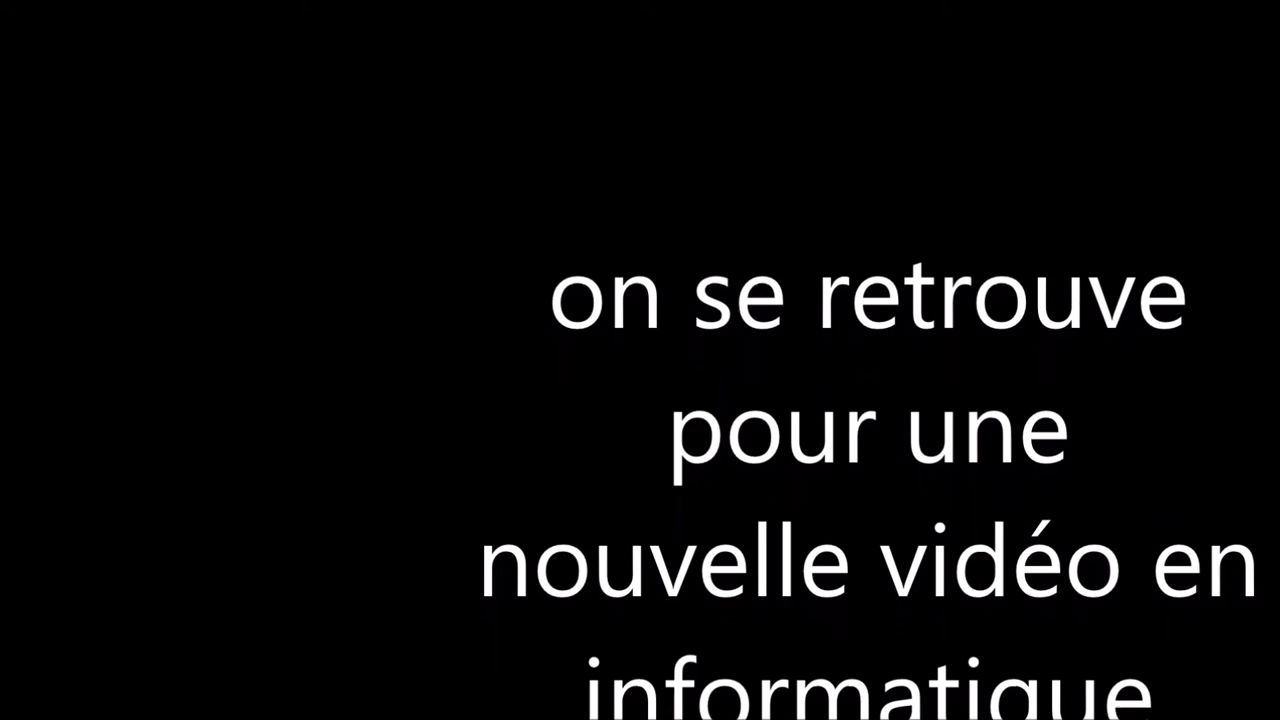 on se retrouve
pour une
nouvelle vidéo en
informatique